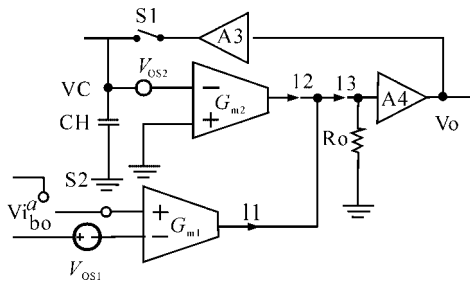 S1
A3
V_OS2
VC
12
13
−
G_m2
A4
CH
+
Vo
Ro
S2
a
Vi
bo
+
G_m1
11
+ −
−
V_OS1